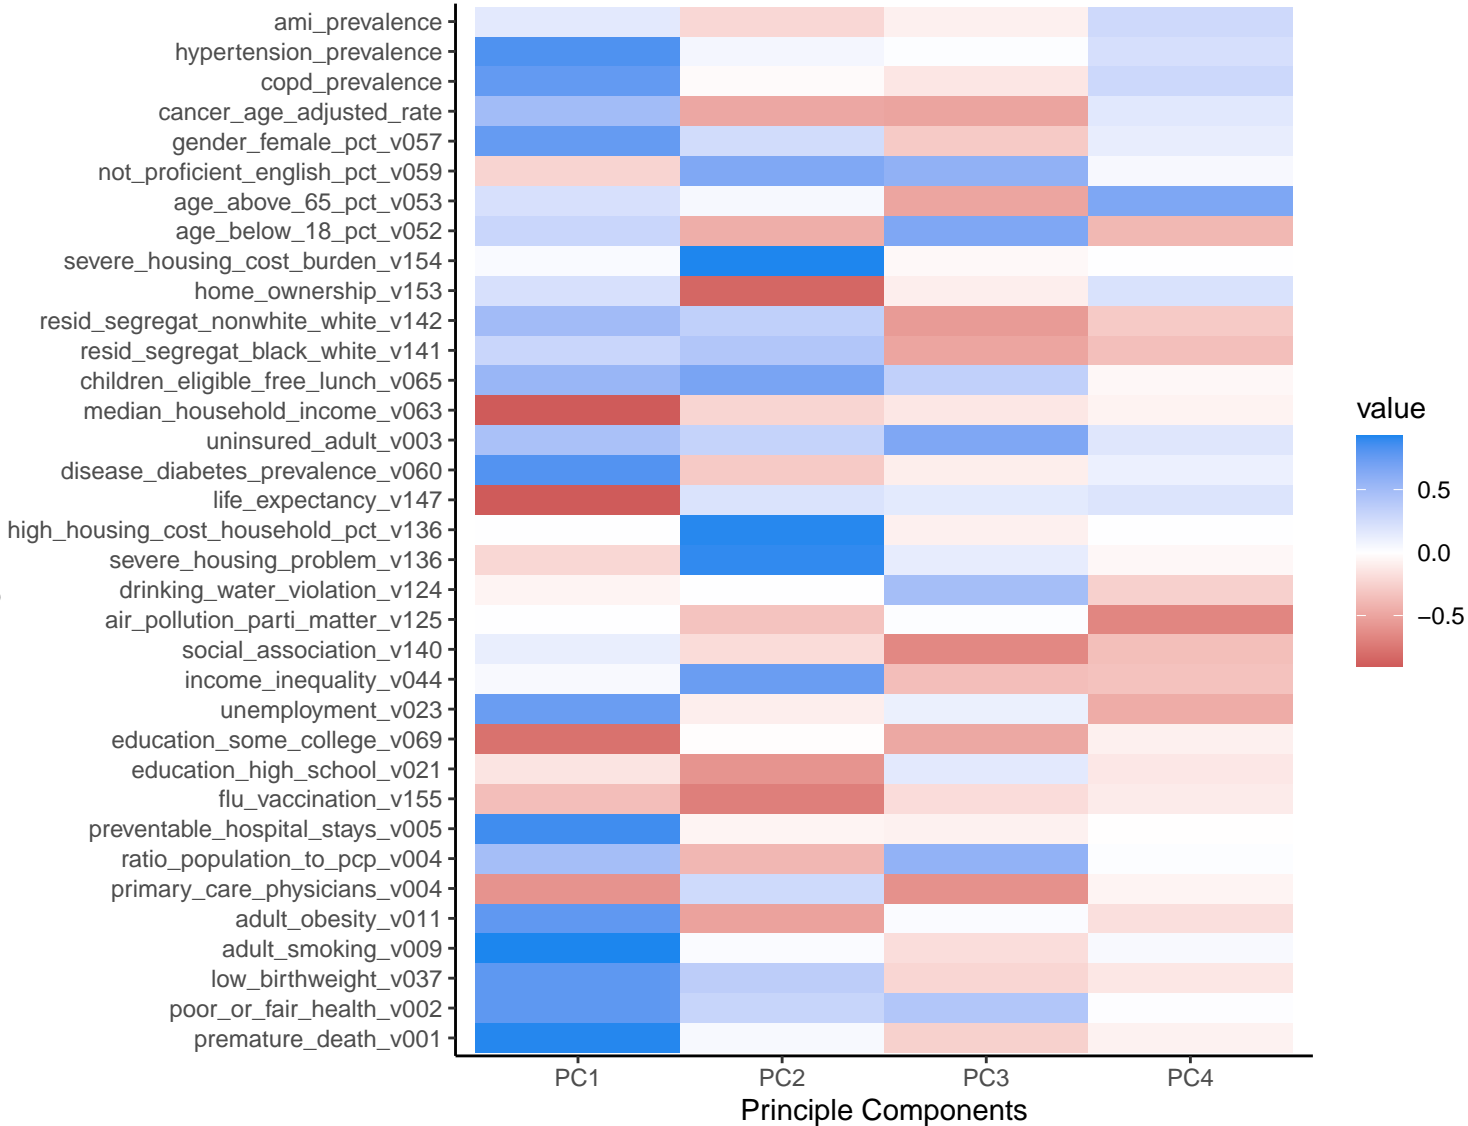 ami_prevalence
hypertension_prevalence
copd_prevalence
cancer_age_adjusted_rate
gender_female_pct_v057
not_proficient_english_pct_v059
age_above_65_pct_v053
age_below_18_pct_v052
severe_housing_cost_burden_v154
home_ownership_v153
resid_segregat_nonwhite_white_v142
resid_segregat_black_white_v141
children_eligible_free_lunch_v065
median_household_income_v063
uninsured_adult_v003
disease_diabetes_prevalence_v060
life_expectancy_v147
high_housing_cost_household_pct_v136
severe_housing_problem_v136
drinking_water_violation_v124
air_pollution_parti_matter_v125
social_association_v140
income_inequality_v044
unemployment_v023
education_some_college_v069
education_high_school_v021
flu_vaccination_v155
preventable_hospital_stays_v005
ratio_population_to_pcp_v004
primary_care_physicians_v004
adult_obesity_v011
adult_smoking_v009
low_birthweight_v037
poor_or_fair_health_v002
premature_death_v001
PC1 PC2 PC3 PC4
Principle Components
value
0.5
0.0
−0.5